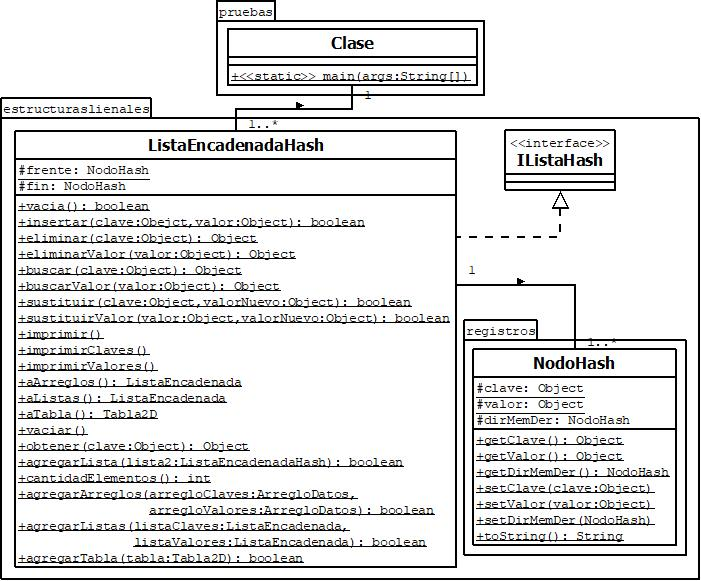 pruebas
Clase
+<<static>> main(args:String[])
1
1..*
estructuraslienales
ListaEncadenadaHash
#frente: NodoHash
#fin: NodoHash
+vacia(): boolean
+insertar(clave:Obejct,valor:Object): boolean
+eliminar(clave:Object): Object
+eliminarValor(valor:Object): Object
+buscar(clave:Object): Object
+buscarValor(valor:Object): Object
+sustituir(clave:Object,valorNuevo:Object): boolean
+sustituirValor(valor:Object,valorNuevo:Object): boolean
+imprimir()
+imprimirClaves()
+imprimirValores()
+aArreglos(): ListaEncadenada
+aListas(): ListaEncadenada
+aTabla(): Tabla2D
+vaciar()
+obtener(clave:Object): Object
+agregarLista(lista2:ListaEncadenadaHash): boolean
+cantidadElementos(): int
+agregarArreglos(arregloClaves:ArregloDatos,
arregloValores:ArregloDatos): boolean
+agregarListas(listaClaves:ListaEncadenada,
listaValores:ListaEncadenada): boolean
+agregarTabla(tabla:Tabla2D): boolean
<<interface>>
IListaHash
1
1..*
registros
NodoHash
#clave: Object
#valor: Object
#dirMemDer: NodoHash
+getClave(): Object
+getValor(): Object
+getDirMemDer(): NodoHash
+setClave(clave:Object)
+setValor(valor:Object)
+setDirMemDer(NodoHash)
+toString(): String